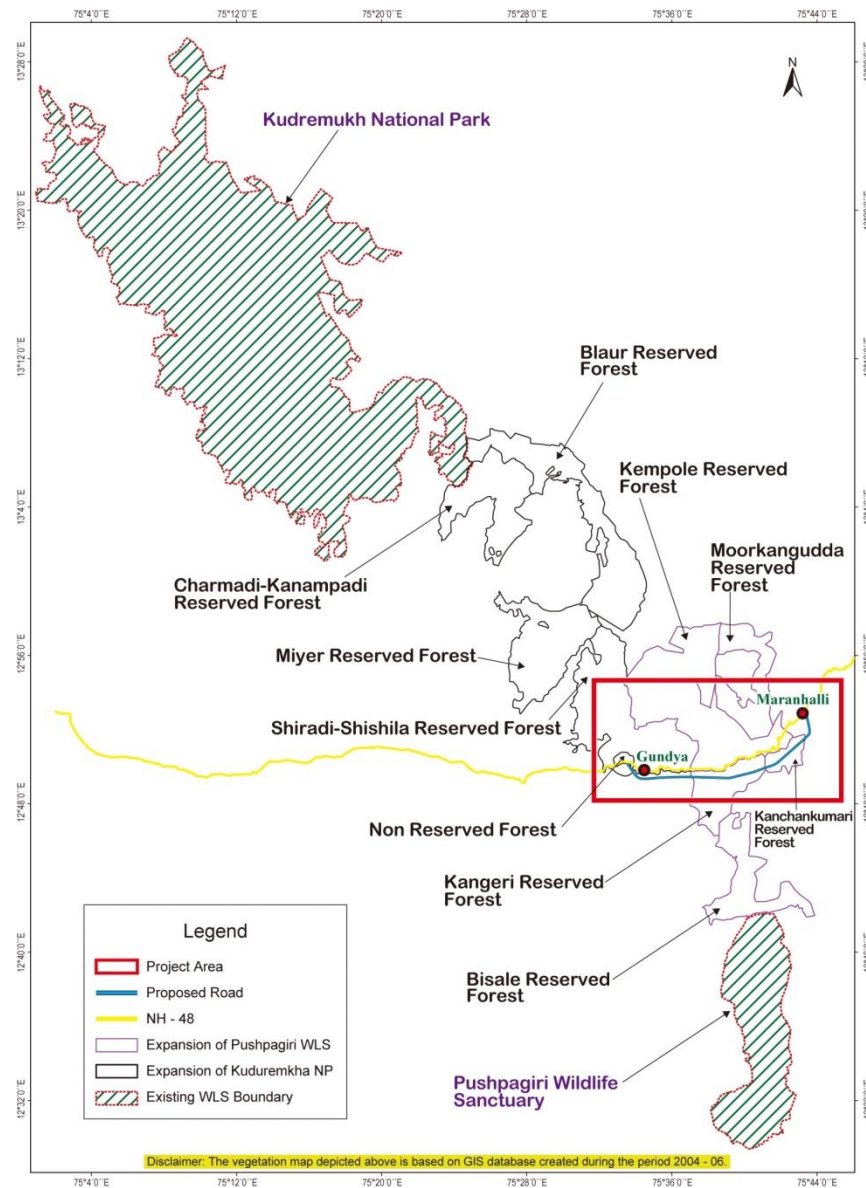 75°4'0"E 75°12'0"E 75°20'0"E 75°28'0"E 75°36'0"E 75°44'0"E
13°28'0"E
N
Kudremukh National Park
13°20'0"E
13°12'0"E
Blaur Reserved
Forest
Kempole Reserved
Forest
13°4'0"E
Moorkangudda
Reserved
Forest
Charmadi-Kanampadi
Reserved Forest
12°56'0"E
Miyer Reserved Forest
Maranhalli
Shiradi-Shishila Reserved Forest
Gundya
12°48'0"E
Kanchankumari
Reserved
Forest
Non Reserved Forest
Kangeri Reserved
Forest
Bisale Reserved
Forest
12°40'0"E
Pushpagiri Wildlife
Sanctuary
12°32'0"E
Legend
Project Area
Proposed Road
NH - 48
Expansion of Pushpagiri WLS
Expansion of Kuduremkha NP
Existing WLS Boundary
Disclaimer: The vegetation map depicted above is based on GIS database created during the period 2004 - 06.
75°4'0"E 75°12'0"E 75°20'0"E 75°28'0"E 75°36'0"E 75°44'0"E